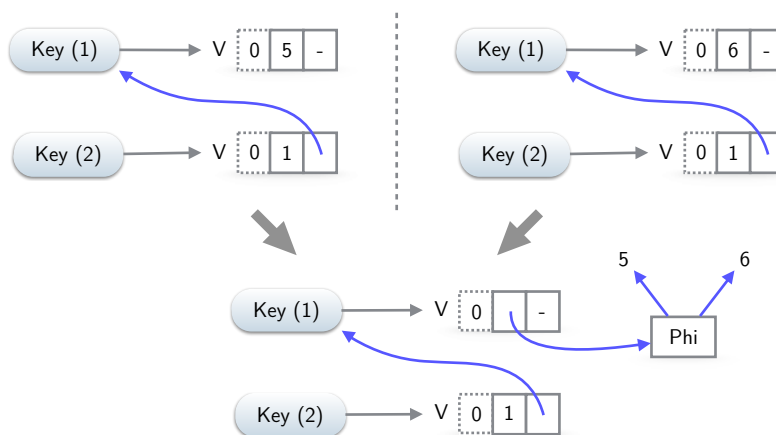 Key (1) V 0 5 -
Key (2) V 0 1
Key (1) V 0 6 -
Key (2) V 0 1
5 6
Key (1) V 0 - Phi
Key (2) V 0 1